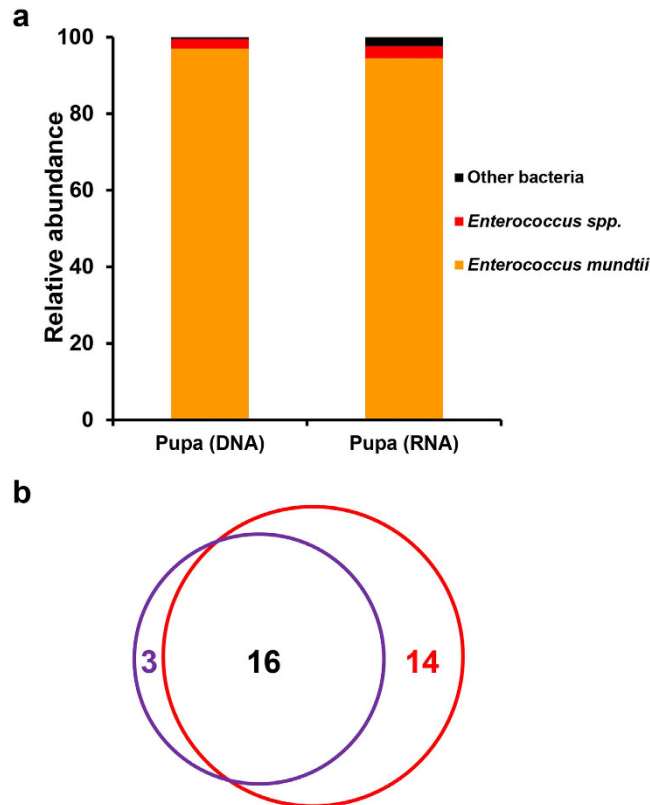 a
Relative abundance
100
80
60
40
20
0
Pupa (DNA)
Pupa (RNA)
Other bacteria
Enterococcus spp.
Enterococcus mundtii
b
3
16
14